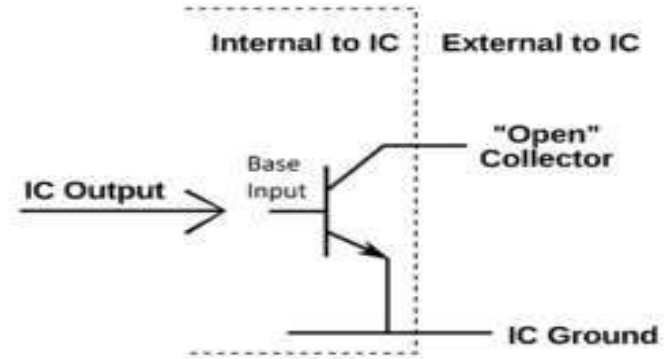 Internal to IC
External to IC
"Open"
Collector
Base
Input
IC Output
IC Ground